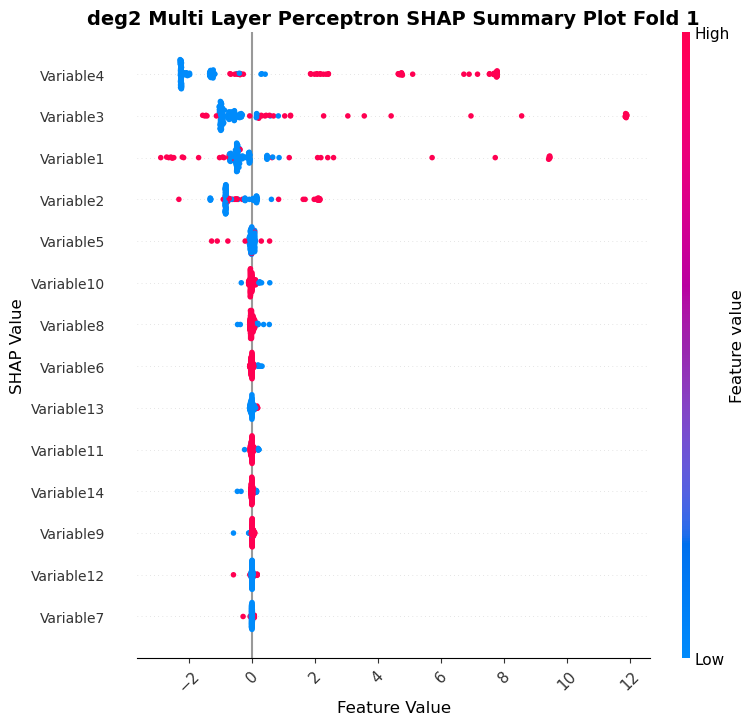 deg2 Multi Layer Perceptron SHAP Summary Plot Fold 1
High
Variable4
Variable3
Variable1
Variable2
Variable5
Variable10
Variable8
Variable6
Variable13
Variable11
Variable14
Variable9
Variable12
Variable7
SHAP Value
Feature value
Low
−2
0
2
4
6
8
10
12
Feature Value